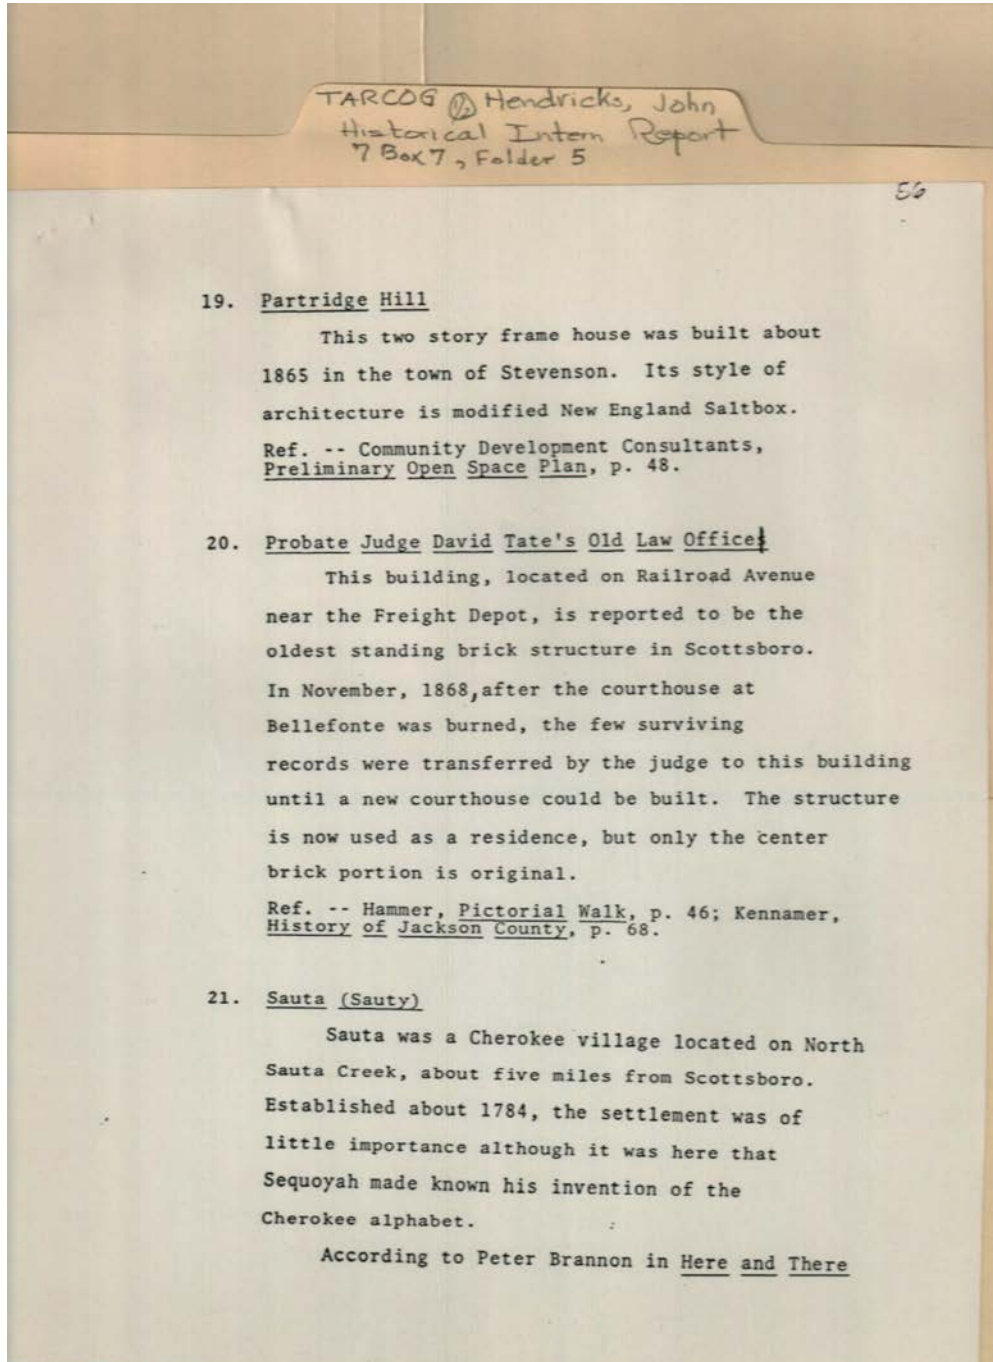 TARCOG Hendricks, John
Historical Intern Report
7 Box 7, Folder 5
56
19. Partridge Hill
This two story frame house was built about
1865 in the town of Stevenson. Its style of
architecture is modified New England Saltbox.
Ref. -- Community Development Consultants,
Preliminary Open Space Plan, p. 48.
20. Probate Judge David Tate's Old Law Office
This building, located on Railroad Avenue
near the Freight Depot, is reported to be the
oldest standing brick structure in Scottsboro.
In November, 1868, after the courthouse at
Bellefonte was burned, the few surviving
records were transferred by the judge to this building
until a new courthouse could be built. The structure
is now used as a residence, but only the center
brick portion is original.
Ref. -- Hammer, Pictorial Walk, p. 46; Kennamer,
History of Jackson County, p. 68.
21. Sauta (Sauty)
Sauta was a Cherokee village located on North
Sauta Creek, about five miles from Scottsboro.
Established about 1784, the settlement was of
little importance although it was here that
Sequoyah made known his invention of the
Cherokee alphabet.
According to Peter Brannon in Here and There